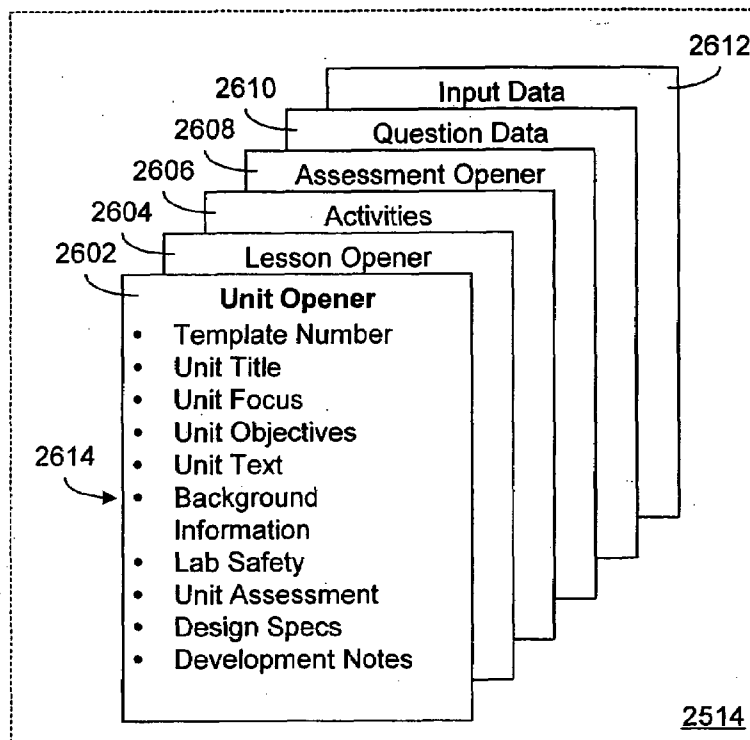 2612
Input Data
2610
Question Data
2608
Assessment Opener
2606
Activities
2604
Lesson Opener
2602
Unit Opener
• Template Number
• Unit Title
• Unit Focus
• Unit Objectives
• Unit Text
2614
• Background
Information
• Lab Safety
• Unit Assessment
• Design Specs
• Development Notes
2514